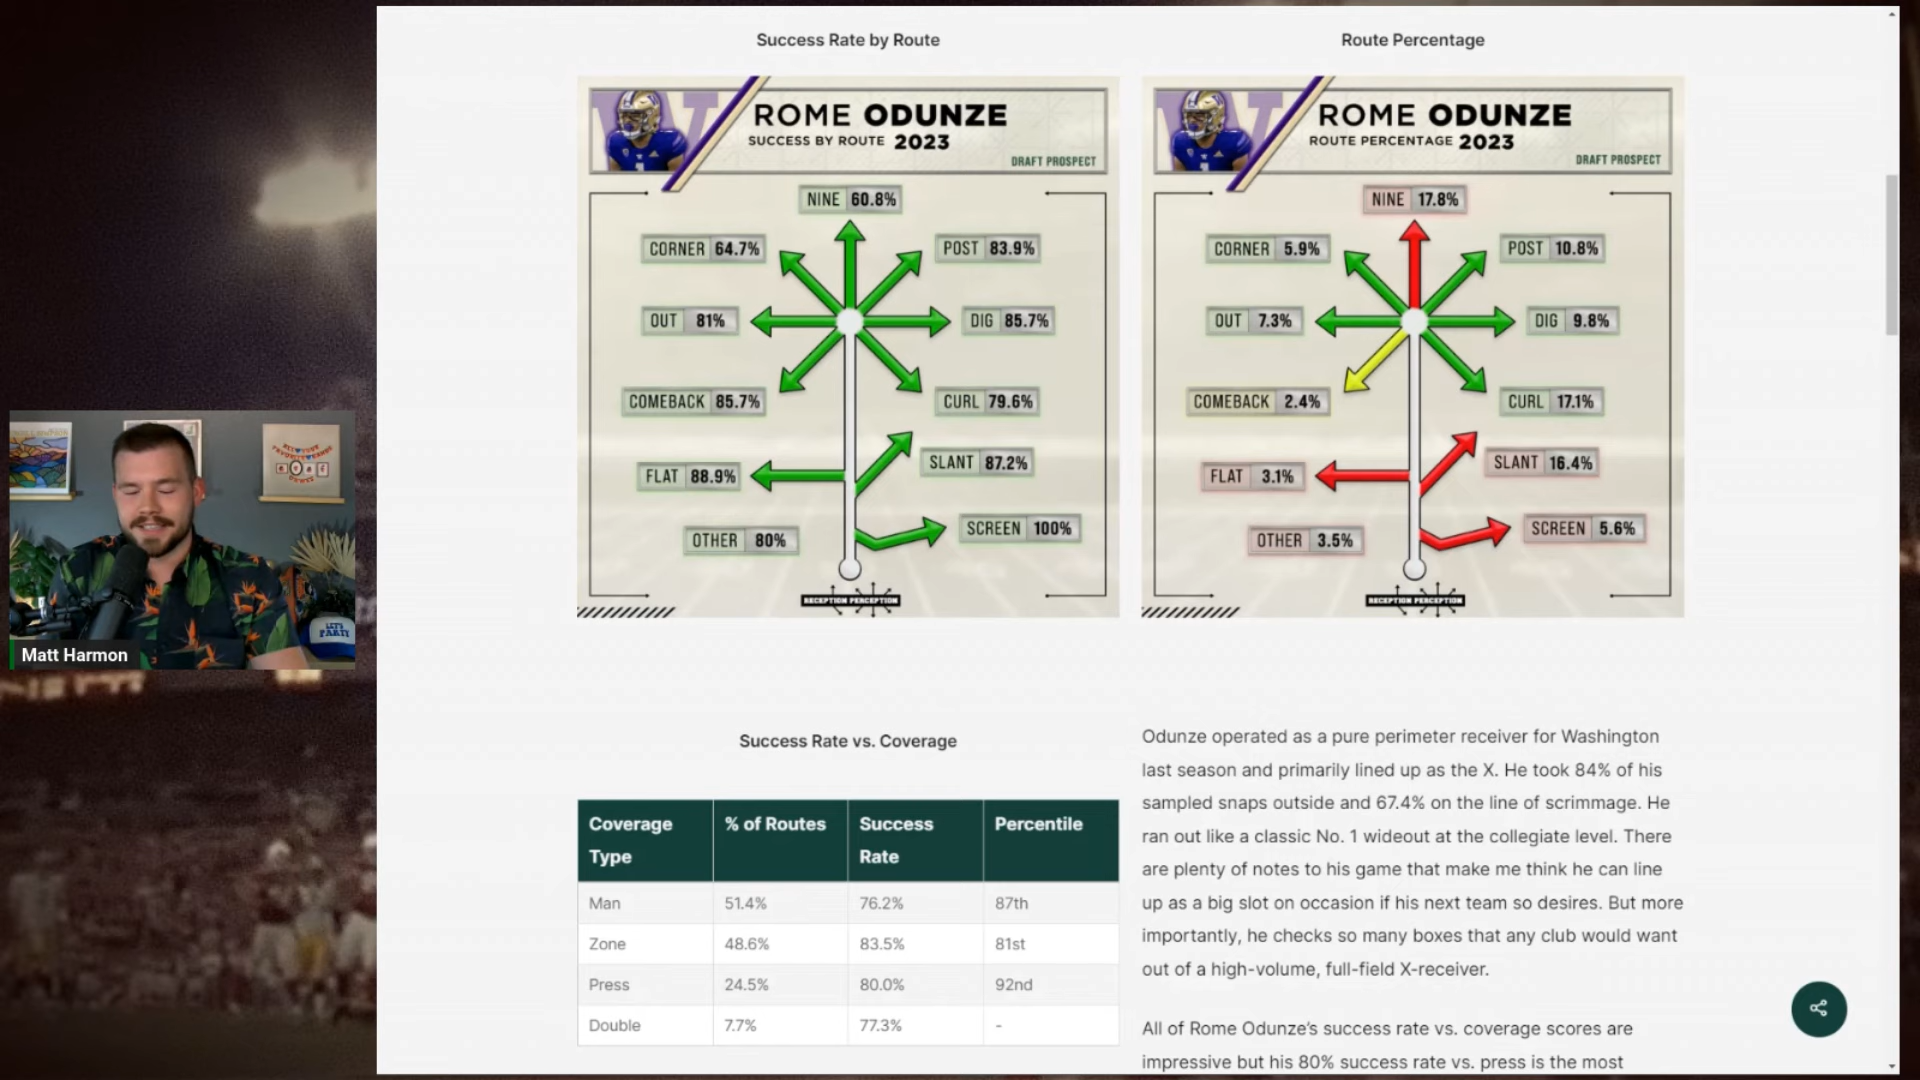 Success Rate by Route
ROME ODUNZE
SUCCESS BY ROUTE 2023
DRAFT PROSPECT
NINE 60.8%
CORNER 64.7%
POST 83.9%
OUT 81%
DIG 85.7%
COMEBACK 85.7%
CURL 79.6%
FLAT 88.9%
SLANT 87.2%
OTHER 80%
SCREEN 100%
RECEPTION PERCEPTION
Route Percentage
ROME ODUNZE
ROUTE PERCENTAGE 2023
DRAFT PROSPECT
NINE 17.8%
CORNER 5.9%
POST 10.8%
OUT 7.3%
DIG 9.8%
COMEBACK 2.4%
CURL 17.1%
FLAT 3.1%
SLANT 16.4%
OTHER 3.5%
SCREEN 5.6%
RECEPTION PERCEPTION
LET'S
PARTY
Matt Harmon
Success Rate vs. Coverage
Coverage Type % of Routes Success Rate Percentile
Man 51.4% 76.2% 87th
Zone 48.6% 83.5% 81st
Press 24.5% 80.0% 92nd
Double 7.7% 77.3% -
Odunze operated as a pure perimeter receiver for Washington
last season and primarily lined up as the X. He took 84% of his
sampled snaps outside and 67.4% on the line of scrimmage. He
ran out like a classic No. 1 wideout at the collegiate level. There
are plenty of notes to his game that make me think he can line
up as a big slot on occasion if his next team so desires. But more
importantly, he checks so many boxes that any club would want
out of a high-volume, full-field X-receiver.
All of Rome Odunze's success rate vs. coverage scores are
impressive but his 80% success rate vs. press is the most